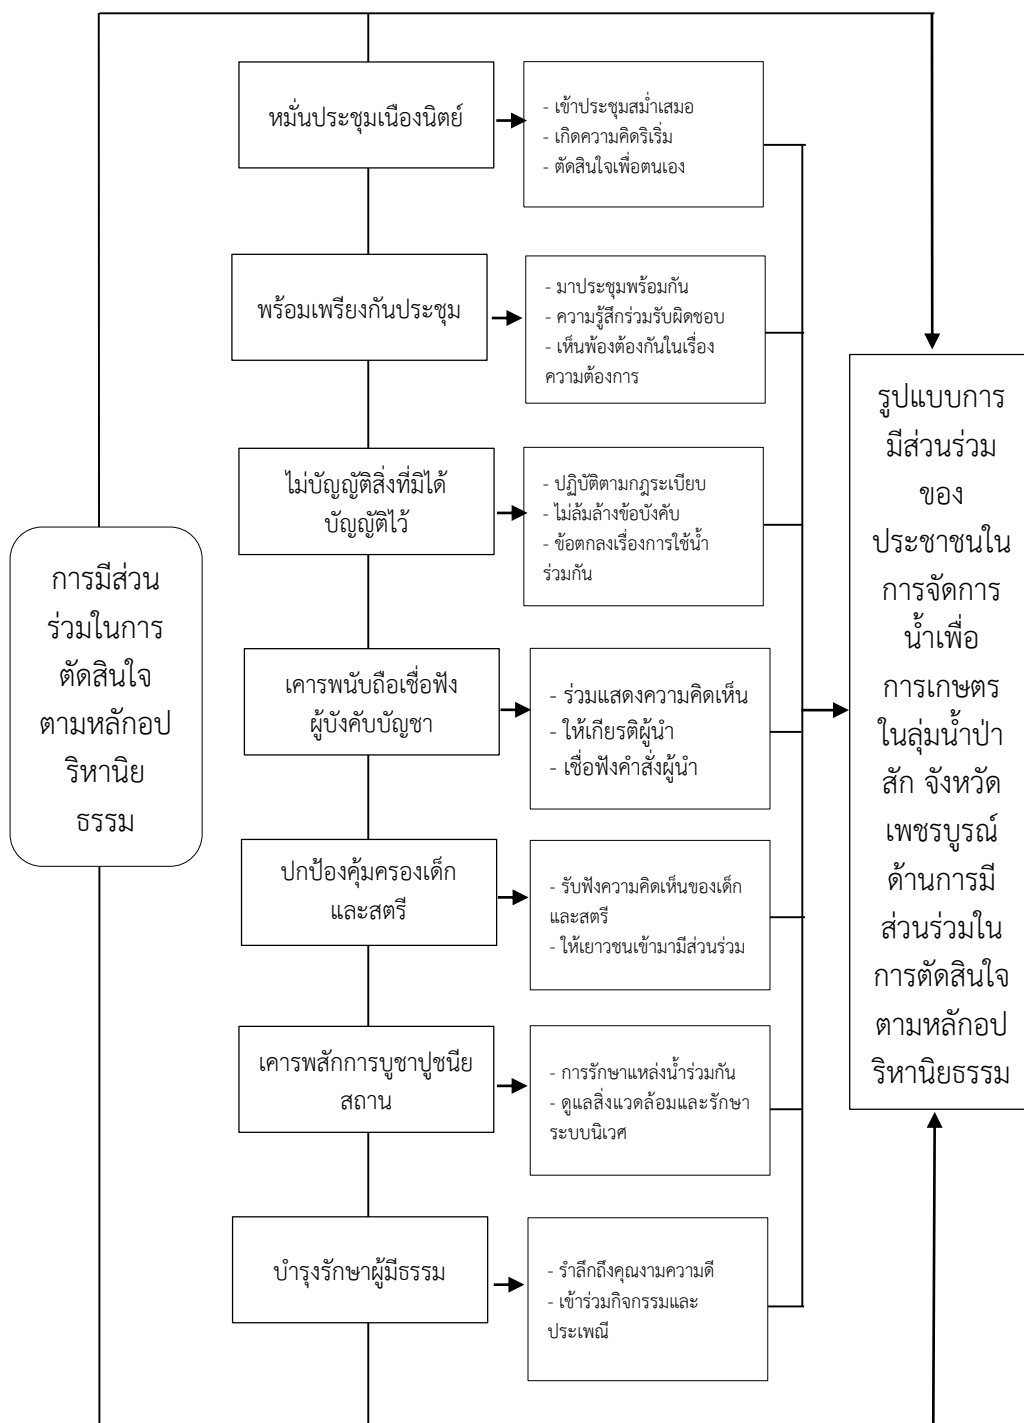 การมีส่วน
ร่วมในการ
ตัดสินใจ
ตามหลักอป
ริหานิย
ธรรม
หมั่นประชุมเนืองนิตย์
- เข้าประชุมสม่ำเสมอ
- เกิดความคิดริเริ่ม
- ตัดสินใจเพื่อตนเอง
พร้อมเพรียงกันประชุม
- มาประชุมพร้อมกัน
- ความรู้สึกร่วมรับผิดชอบ
- เห็นพ้องต้องกันในเรื่อง
ความต้องการ
ไม่บัญญัติสิ่งที่มิได้
บัญญัติไว้
- ปฏิบัติตามกฎระเบียบ
- ไม่ล้มล้างข้อบังคับ
- ข้อตกลงเรื่องการใช้น้ำ
ร่วมกัน
เคารพนับถือเชื่อฟัง
ผู้บังคับบัญชา
- ร่วมแสดงความคิดเห็น
- ให้เกียรติผู้นำ
- เชื่อฟังคำสั่งผู้นำ
ปกป้องคุ้มครองเด็ก
และสตรี
- รับฟังความคิดเห็นของเด็ก
และสตรี
- ให้เยาวชนเข้ามามีส่วนร่วม
เคารพสักการบูชาปูชนีย
สถาน
- การรักษาแหล่งน้ำร่วมกัน
- ดูแลสิ่งแวดล้อมและรักษา
ระบบนิเวศ
บำรุงรักษาผู้มีธรรม
- รำลึกถึงคุณงามความดี
- เข้าร่วมกิจกรรมและ
ประเพณี
รูปแบบการ
มีส่วนร่วม
ของ
ประชาชนใน
การจัดการ
น้ำเพื่อ
การเกษตร
ในลุ่มน้ำป่า
สัก จังหวัด
เพชรบูรณ์
ด้านการมี
ส่วนร่วมใน
การตัดสินใจ
ตามหลักอป
ริหานิยธรรม